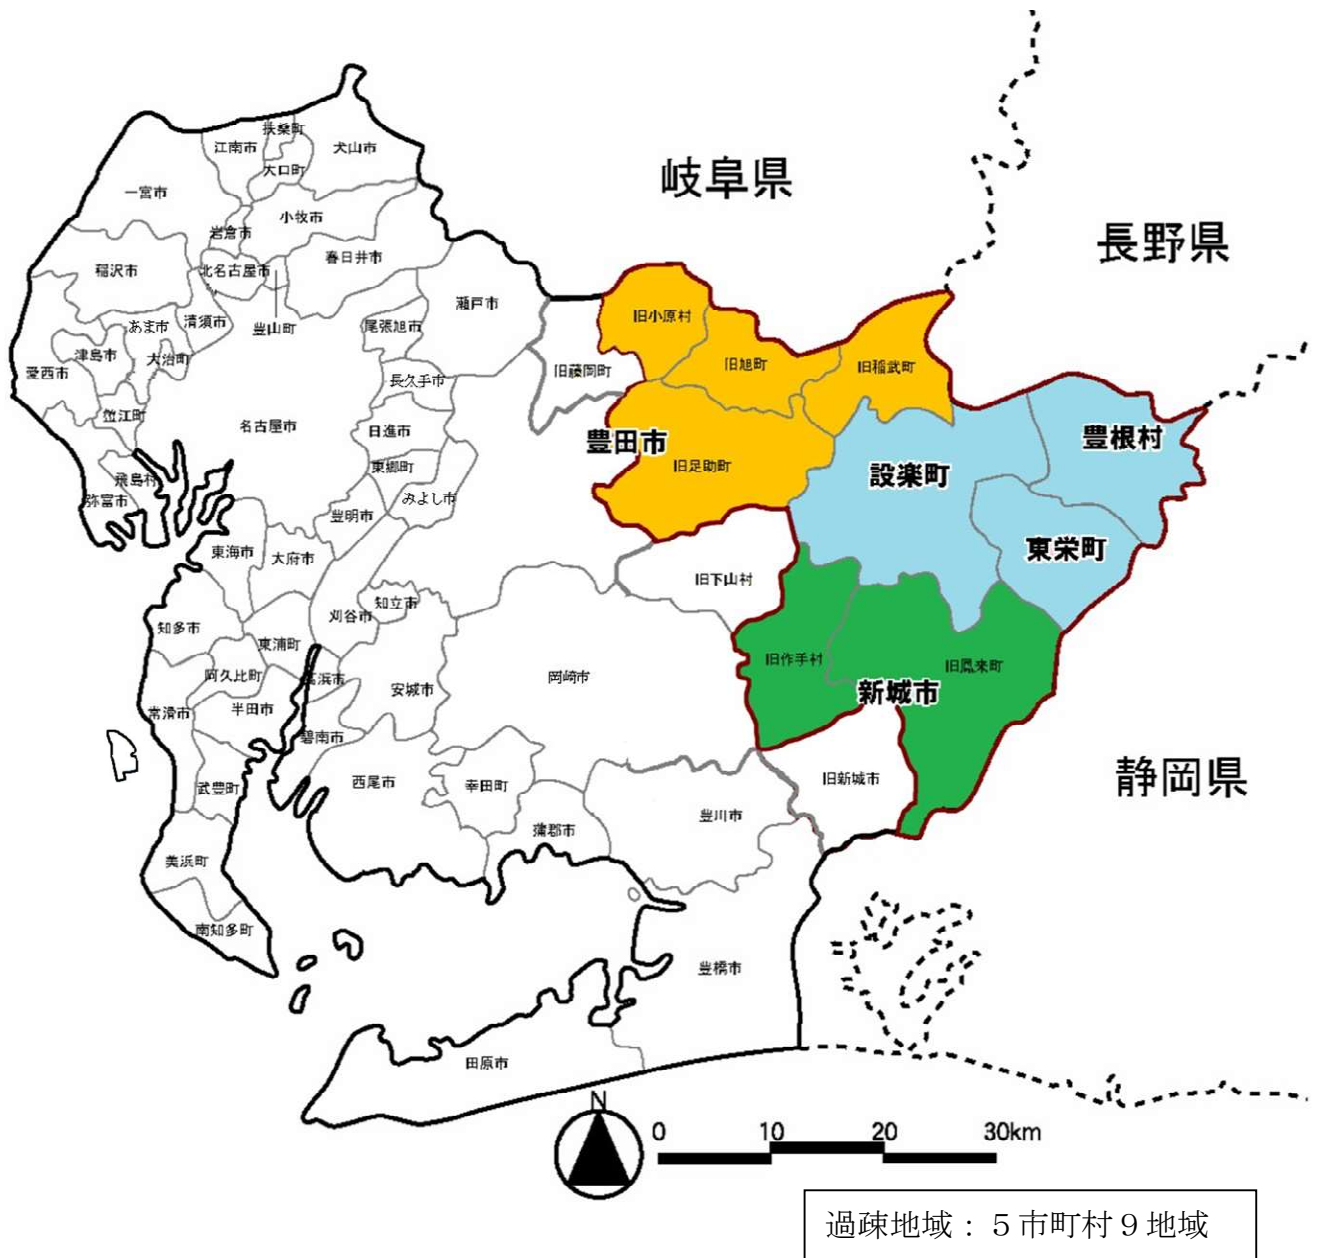 岐阜県
長野県
静岡県
扶桑町
江南市
犬山市
大口町
一宮市
小牧市
岩倉市
春日井市
稲沢市
北名古屋市
瀬戸市
清須市
あま市
豊山町
尾張旭市
津島市
大治町
愛西市
長久手市
蟹江町
名古屋市
日進市
東郷町
飛島村
弥富市
みよし市
豊明市
旧小原村
旧旭町
旧稲武町
旧藤岡町
豊田市
旧足助町
設楽町
豊根村
東栄町
東海市
大府市
旧下山村
知立市
刈谷市
知多市
東浦町
阿久比町
高浜市
安城市
岡崎市
旧作手村
旧鳳来町
新城市
常滑市
半田市
碧南市
武豊町
西尾市
幸田町
旧新城市
豊川市
蒲郡市
美浜町
南知多町
豊橋市
田原市
N
0 10 20 30km
過疎地域：５市町村９地域